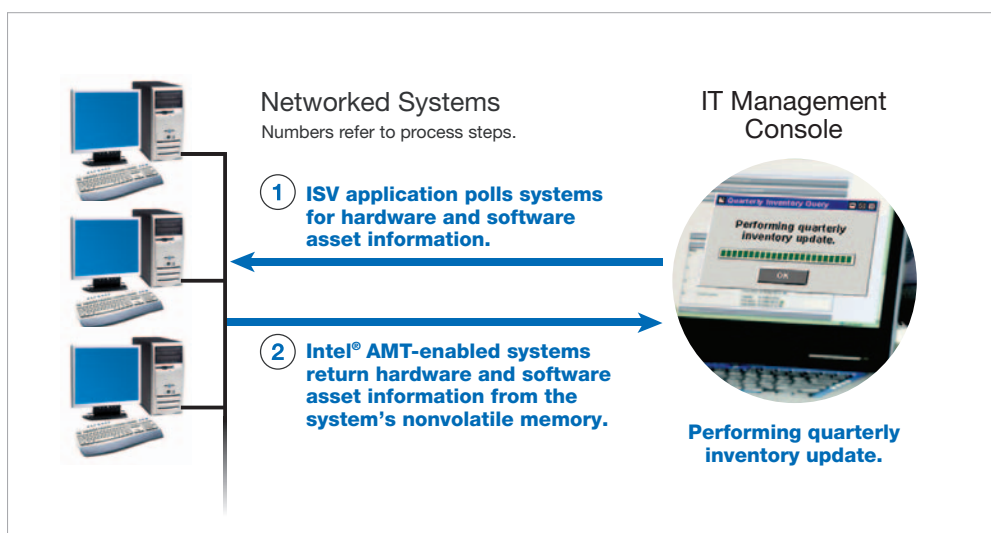 Networked Systems
Numbers refer to process steps.
IT Management
Console
1
ISV application polls systems
for hardware and software
asset information.
Quarterly Inventory Query
Performing quarterly
inventory update.
OK
2
Intel® AMT-enabled systems
return hardware and software
asset information from the
system's nonvolatile memory.
Performing quarterly
inventory update.